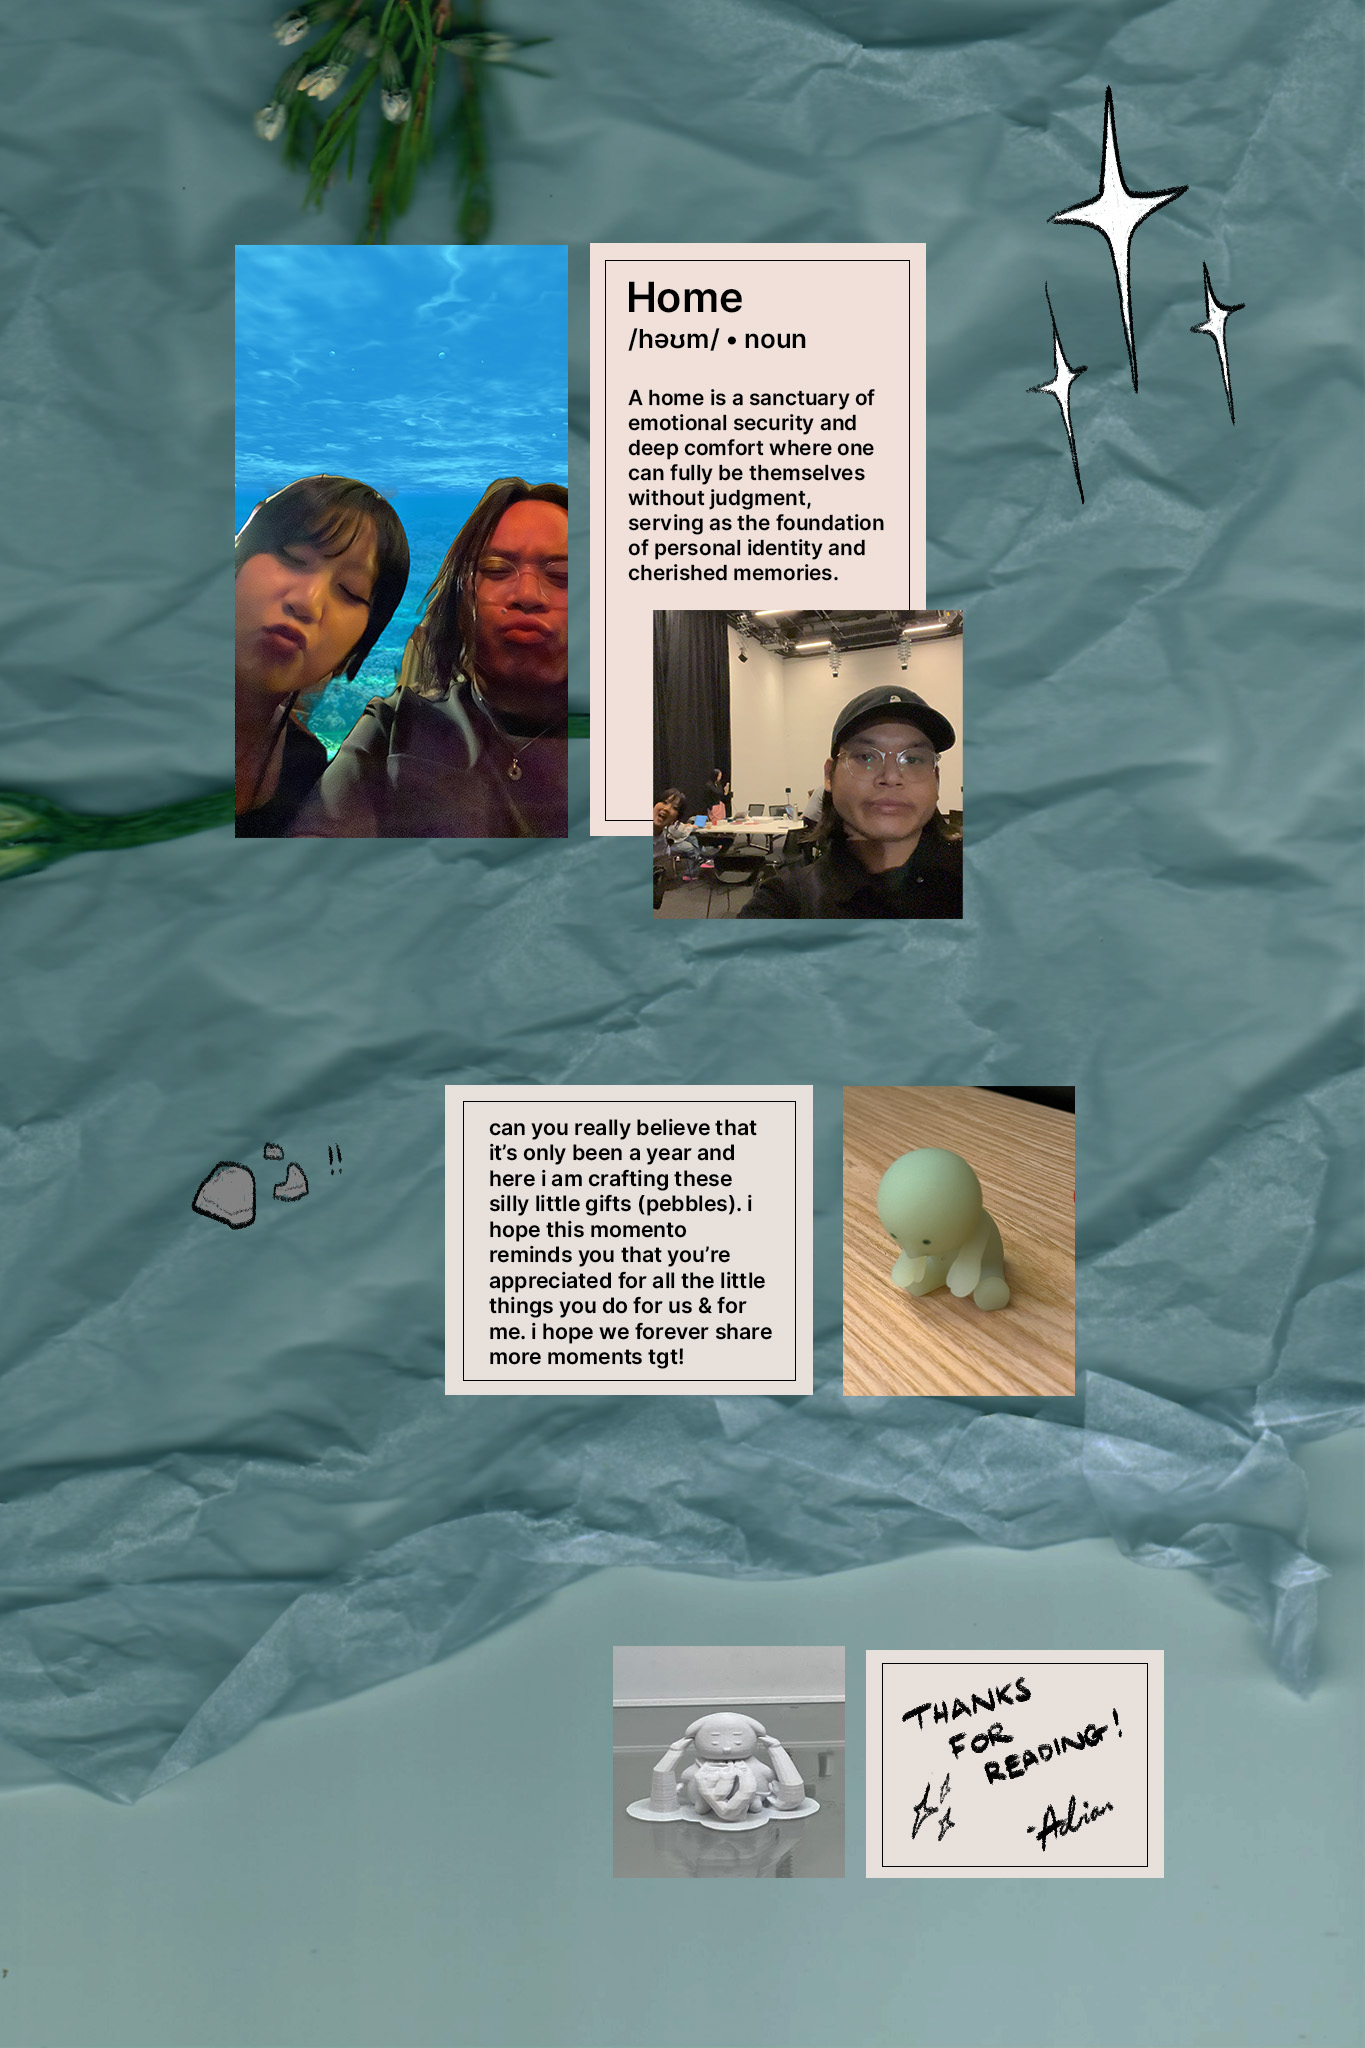 Home
/həʊm/ • noun
A home is a sanctuary of
emotional security and
deep comfort where one
can fully be themselves
without judgment,
serving as the foundation
of personal identity and
cherished memories.
!!
can you really believe that
it’s only been a year and
here i am crafting these
silly little gifts (pebbles). i
hope this momento
reminds you that you’re
appreciated for all the little
things you do for us & for
me. i hope we forever share
more moments tgt!
THANKS
FOR
READING!
-Adrian